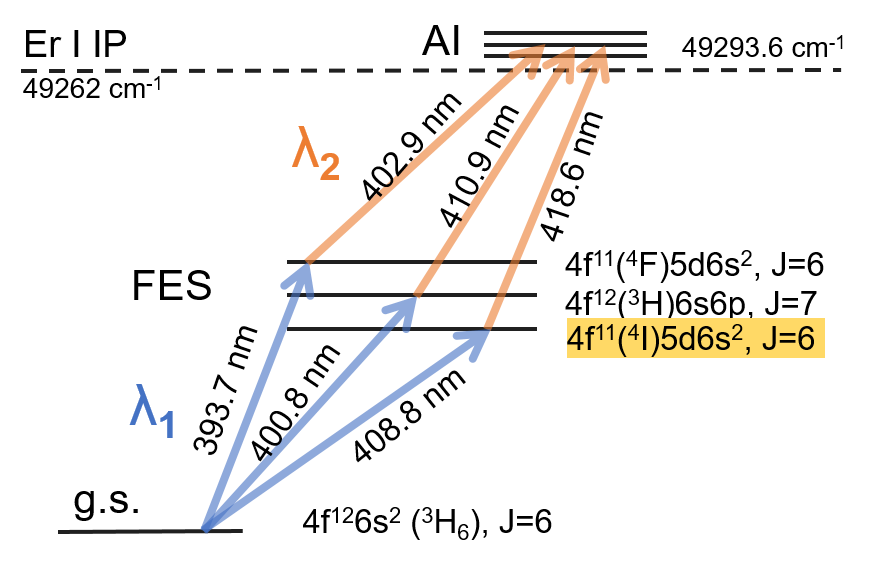 Er I IP
AI
49293.6 cm⁻¹
49262 cm⁻¹
λ₂
402.9 nm
410.9 nm
418.6 nm
FES
4f¹¹(⁴F)5d6s², J=6
4f¹²(³H)6s6p, J=7
4f¹¹(⁴I)5d6s², J=6
λ₁
393.7 nm
400.8 nm
408.8 nm
g.s.
4f¹²6s² (³H₆), J=6